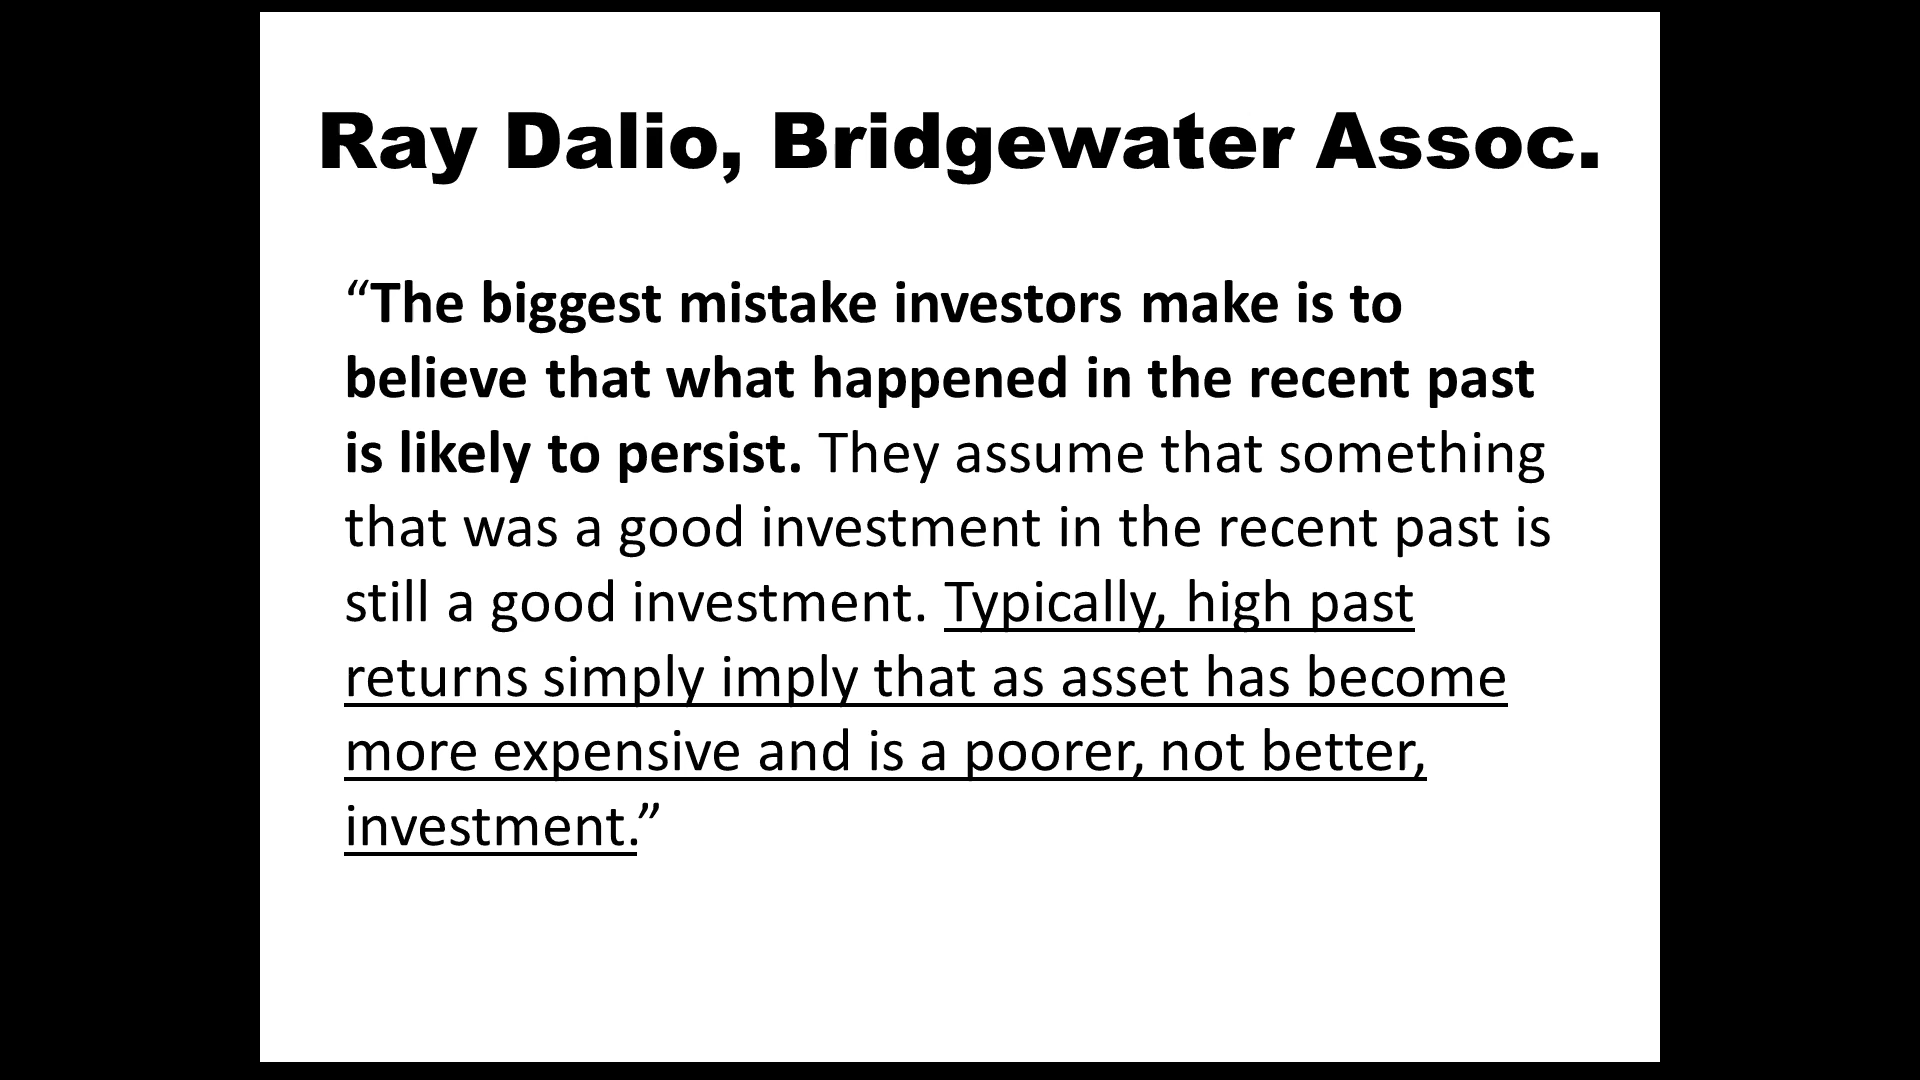 Ray Dalio, Bridgewater Assoc.
“The biggest mistake investors make is to
believe that what happened in the recent past
is likely to persist. They assume that something
that was a good investment in the recent past is
still a good investment. Typically, high past
returns simply imply that as asset has become
more expensive and is a poorer, not better,
investment.”